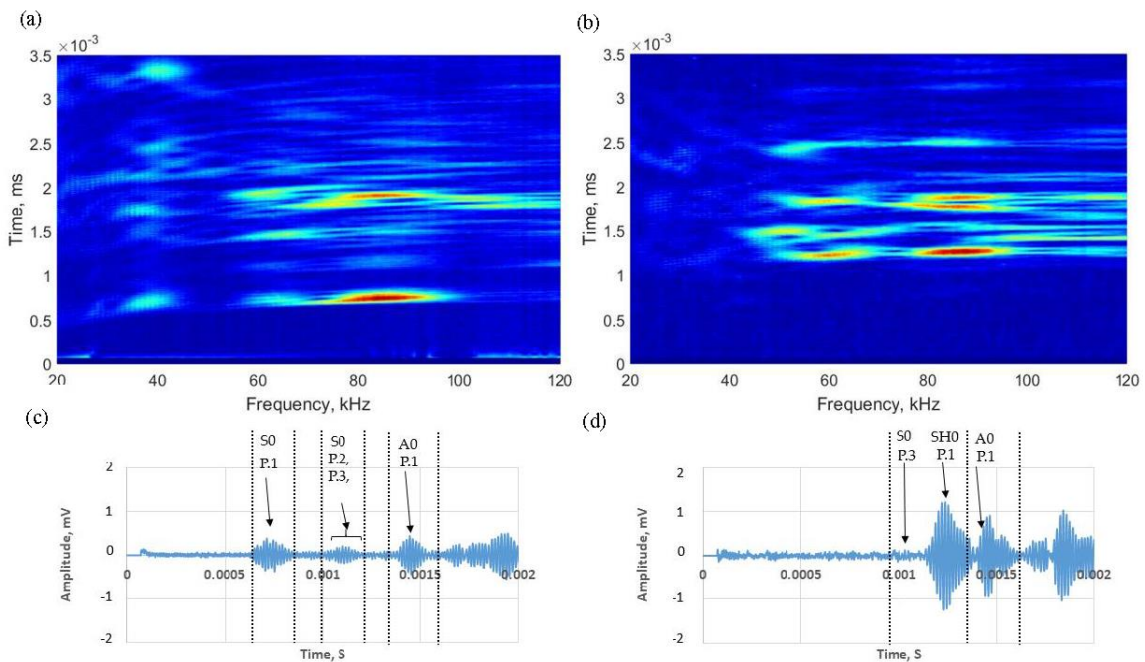 (a)
×10⁻³
3.5
3
2.5
2
1.5
1
0.5
0
Time, ms
20
40
60
80
100
120
Frequency, kHz
(b)
×10⁻³
3.5
3
2.5
2
1.5
1
0.5
0
Time, ms
20
40
60
80
100
120
Frequency, kHz
(c)
S0
P.1
S0
P.2,
P.3,
A0
P.1
2
1
0
-1
-2
Amplitude, mV
0
0.0005
0.001
0.0015
0.002
Time, S
(d)
S0
P.3
SH0
P.1
A0
P.1
2
1
0
-1
-2
Amplitude, mV
0
0.0005
0.001
0.0015
0.002
Time, S